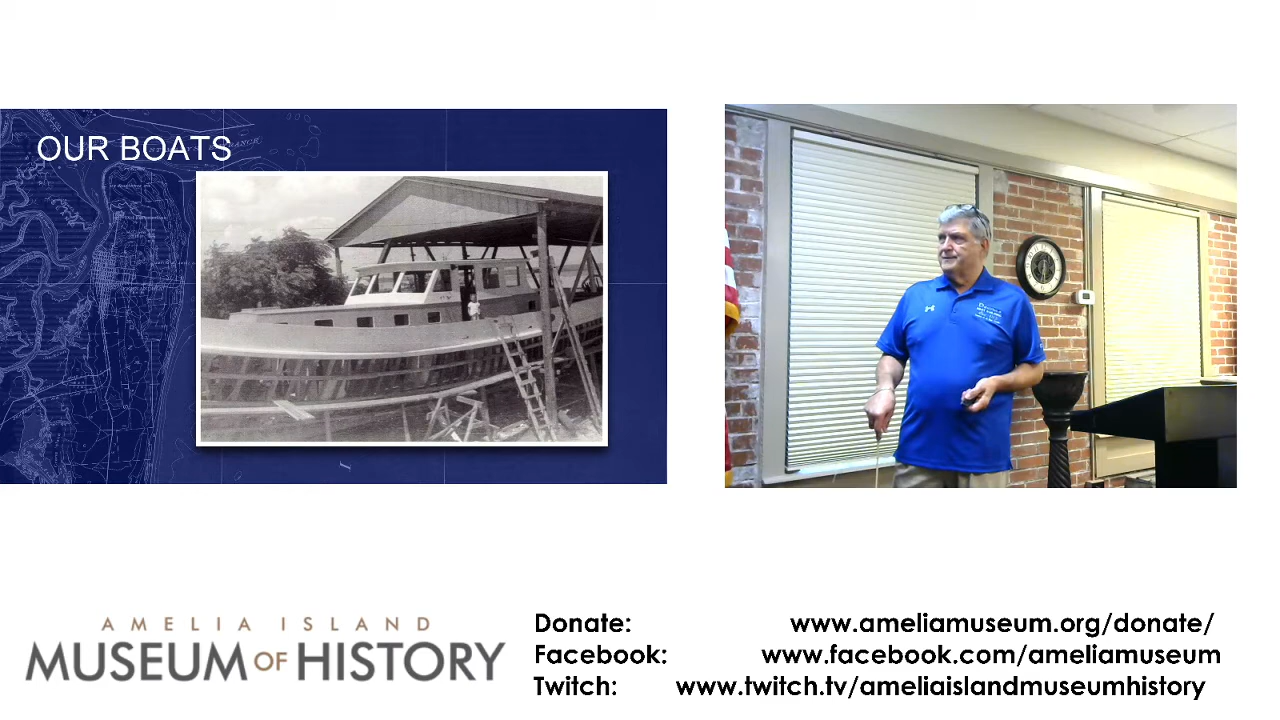 OUR BOATS
AMELIA ISLAND
MUSEUM OF HISTORY
Donate: www.ameliamuseum.org/donate/
Facebook: www.facebook.com/ameliamuseum
Twitch: www.twitch.tv/ameliaislandmuseumhistory